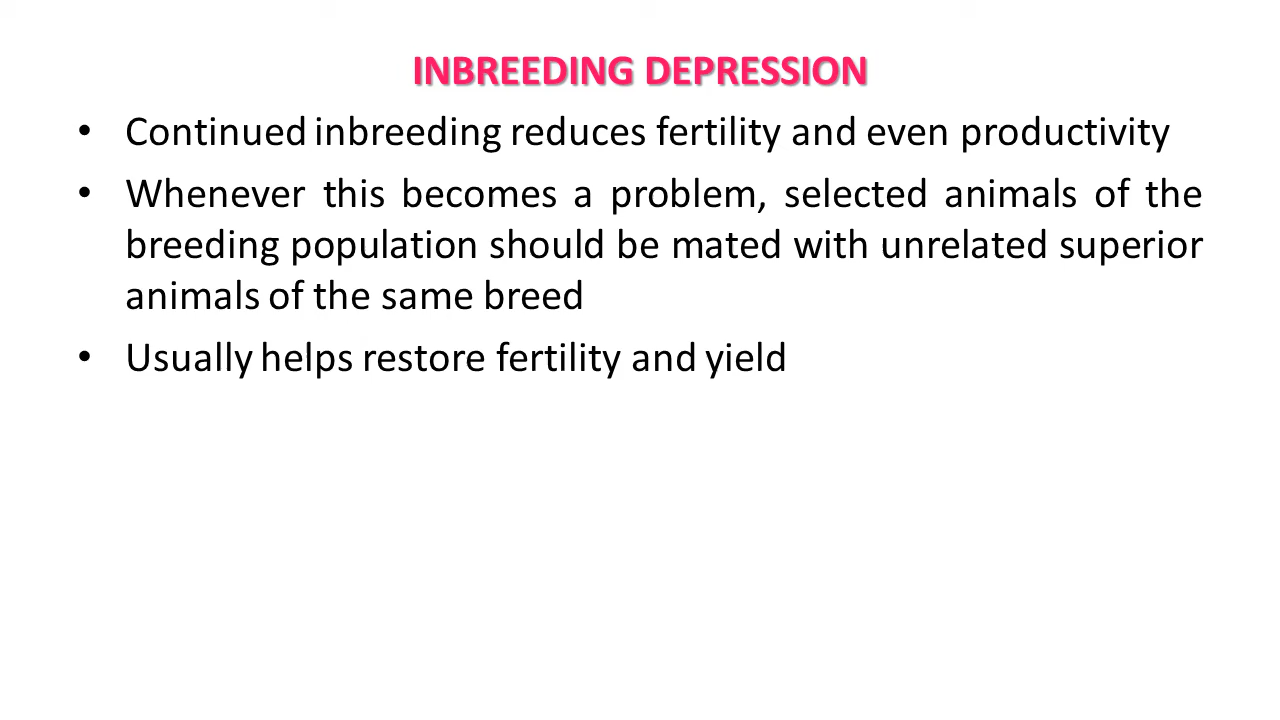 INBREEDING DEPRESSION
• Continued inbreeding reduces fertility and even productivity
• Whenever this becomes a problem, selected animals of the
breeding population should be mated with unrelated superior
animals of the same breed
• Usually helps restore fertility and yield